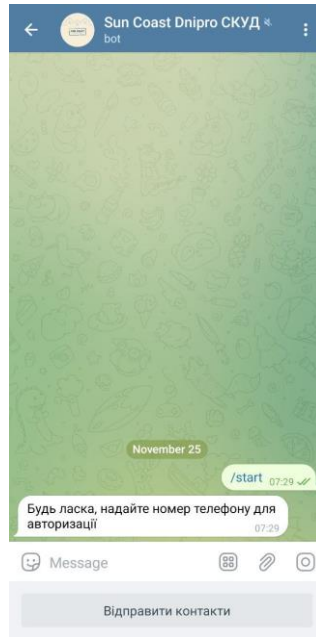 Sun Coast Dnipro СКУД
bot
November 25
/start 07:29
Будь ласка, надайте номер телефону для
авторизації
07:29
Message
Відправити контакти